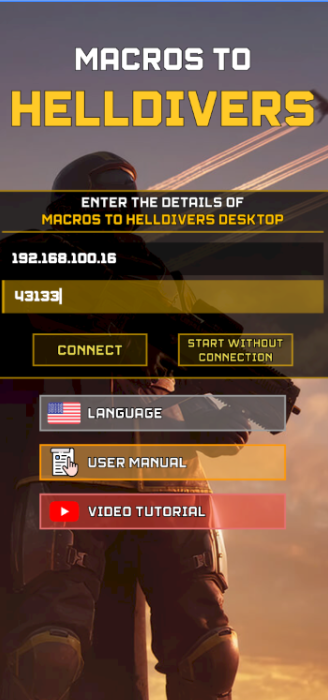 MACROS TO
HELLDIVERS
ENTER THE DETAILS OF
MACROS TO HELLDIVERS DESKTOP
192.168.100.16
43133
CONNECT
START WITHOUT
CONNECTION
LANGUAGE
USER MANUAL
VIDEO TUTORIAL